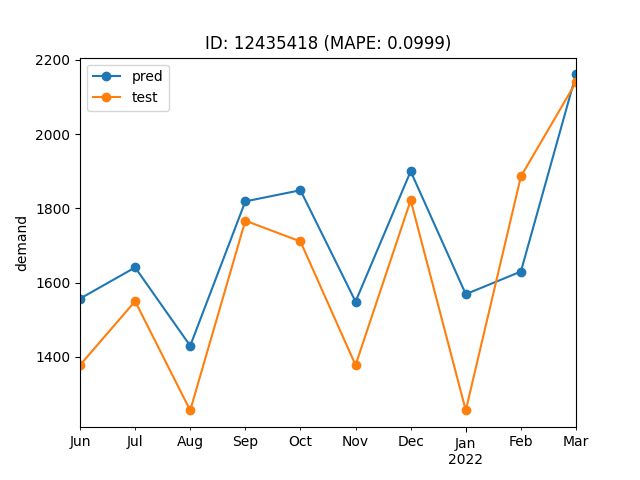 ID: 12435418 (MAPE: 0.0999)
pred
test
demand
2200
2000
1800
1600
1400
Jun Jul Aug Sep Oct Nov Dec Jan Feb Mar
2022